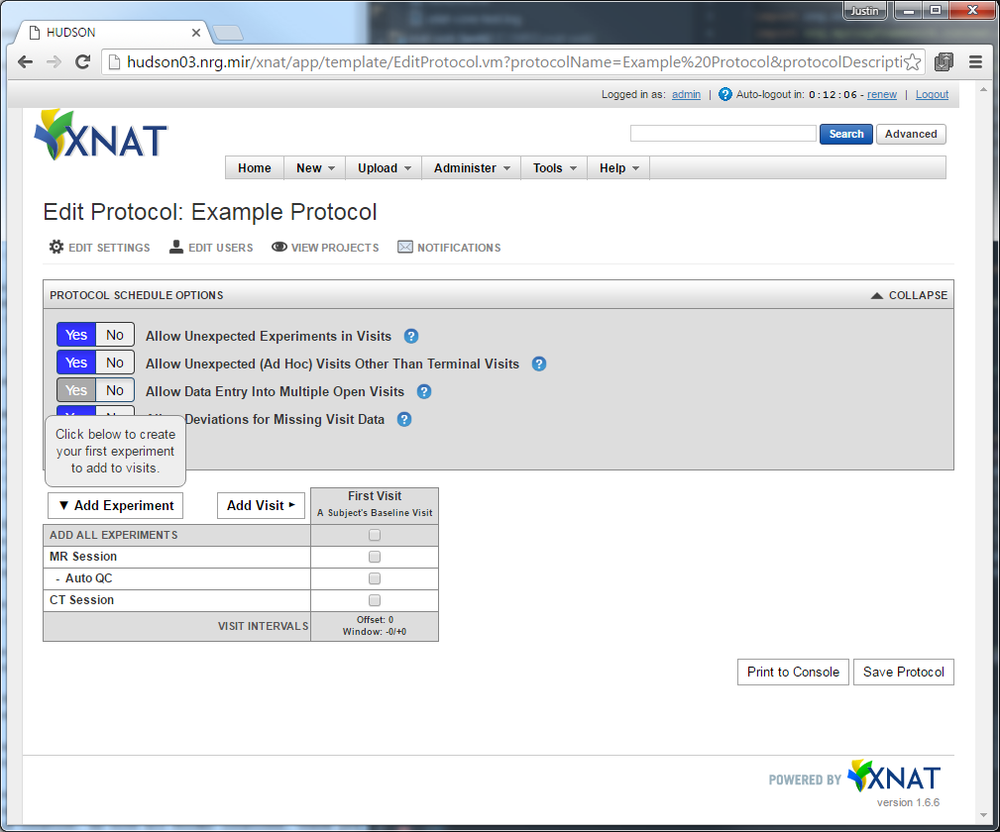 Justin
HUDSON
hudson03.nrg.mir/xnat/app/template/EditProtocol.vm?protocolName=Example%20Protocol&protocolDescripti
Logged in as: admin | ? Auto-logout in: 0:12:06 - renew | Logout
XNAT
Search Advanced
Home New Upload Administer Tools Help
Edit Protocol: Example Protocol
EDIT SETTINGS EDIT USERS VIEW PROJECTS NOTIFICATIONS
PROTOCOL SCHEDULE OPTIONS COLLAPSE
Yes No Allow Unexpected Experiments in Visits ?
Yes No Allow Unexpected (Ad Hoc) Visits Other Than Terminal Visits ?
Yes No Allow Data Entry Into Multiple Open Visits ?
Deviations for Missing Visit Data ?
Click below to create
your first experiment
to add to visits.
▼ Add Experiment Add Visit ► First Visit
A Subject's Baseline Visit
ADD ALL EXPERIMENTS
MR Session
- Auto QC
CT Session
VISIT INTERVALS Offset: 0
Window: -0/+0
Print to Console Save Protocol
POWERED BY XNAT
version 1.6.6